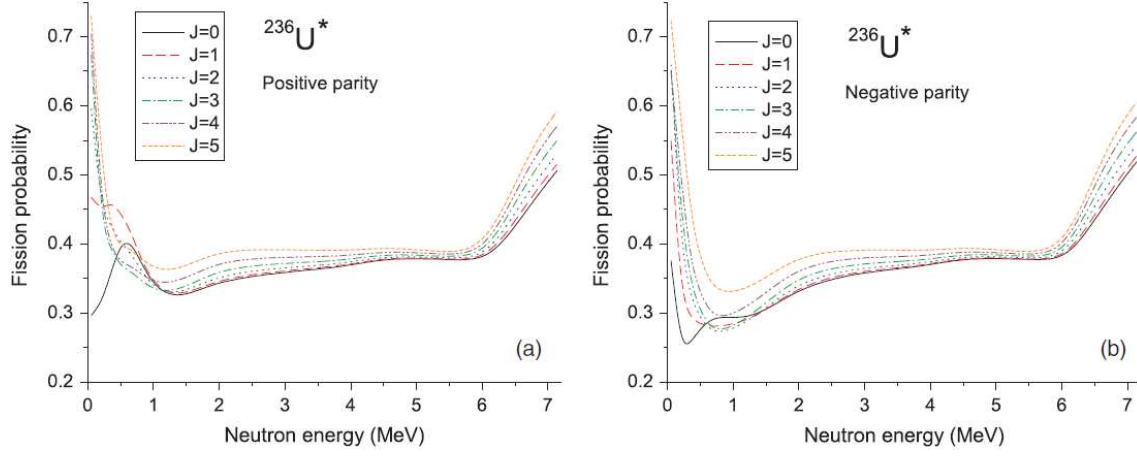 J=0
J=1
J=2
J=3
J=4
J=5
236U*
Positive parity
(a)
Fission probability
0.7
0.6
0.5
0.4
0.3
0.2
0 1 2 3 4 5 6 7
Neutron energy (MeV)
J=0
J=1
J=2
J=3
J=4
J=5
236U*
Negative parity
(b)
Fission probability
0.7
0.6
0.5
0.4
0.3
0.2
0 1 2 3 4 5 6 7
Neutron energy (MeV)